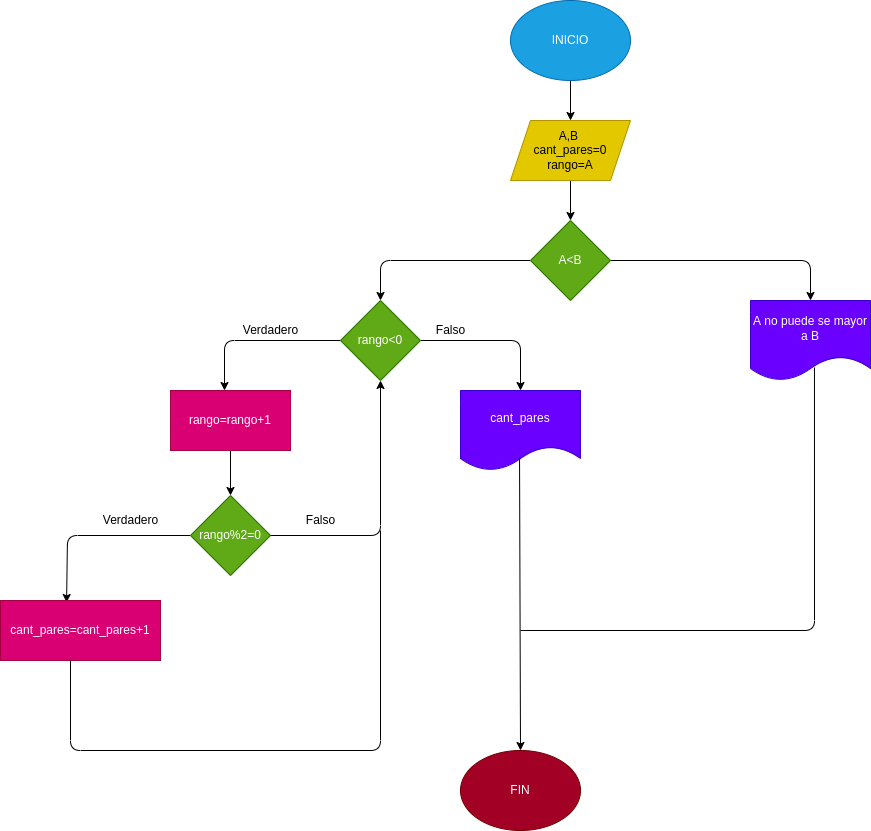 INICIO
A,B
cant_pares=0
rango=A
A<B
A no puede se mayor
a B
Verdadero
rango<0
Falso
rango=rango+1
cant_pares
Verdadero
rango%2=0
Falso
cant_pares=cant_pares+1
FIN